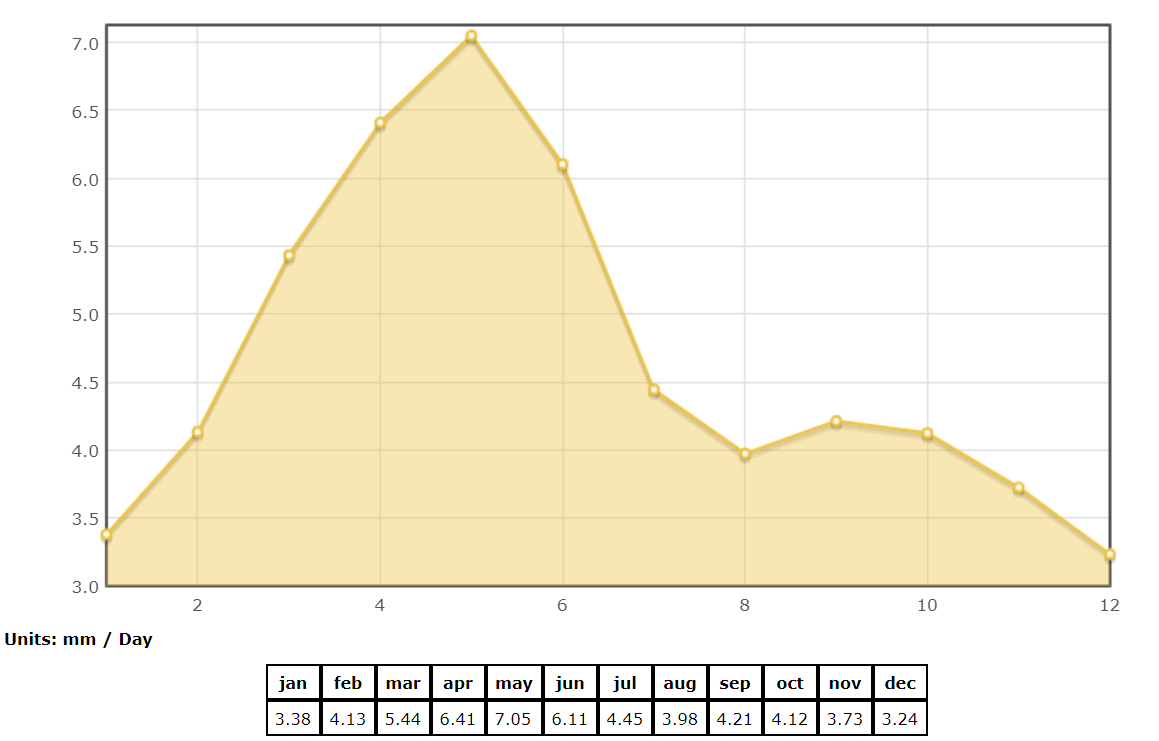 7.0
6.5
6.0
5.5
5.0
4.5
4.0
3.5
3.0
2 4 6 8 10 12
Units: mm / Day
jan feb mar apr may jun jul aug sep oct nov dec
3.38 4.13 5.44 6.41 7.05 6.11 4.45 3.98 4.21 4.12 3.73 3.24